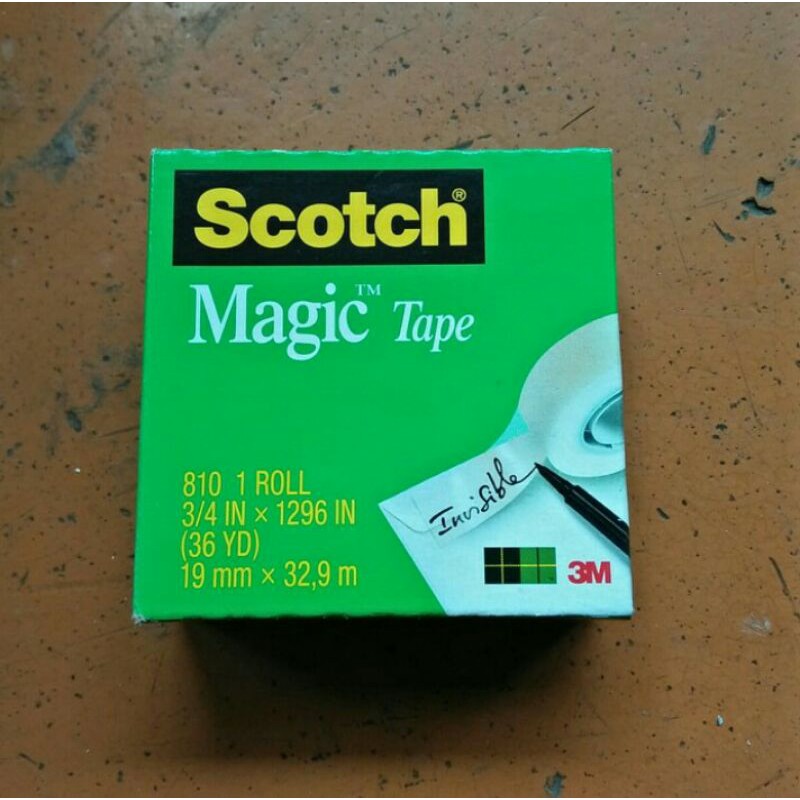 Scotch®
Magic™ Tape
810 1 ROLL
3/4 IN × 1296 IN
(36 YD)
19 mm × 32,9 m
Invisible
3M